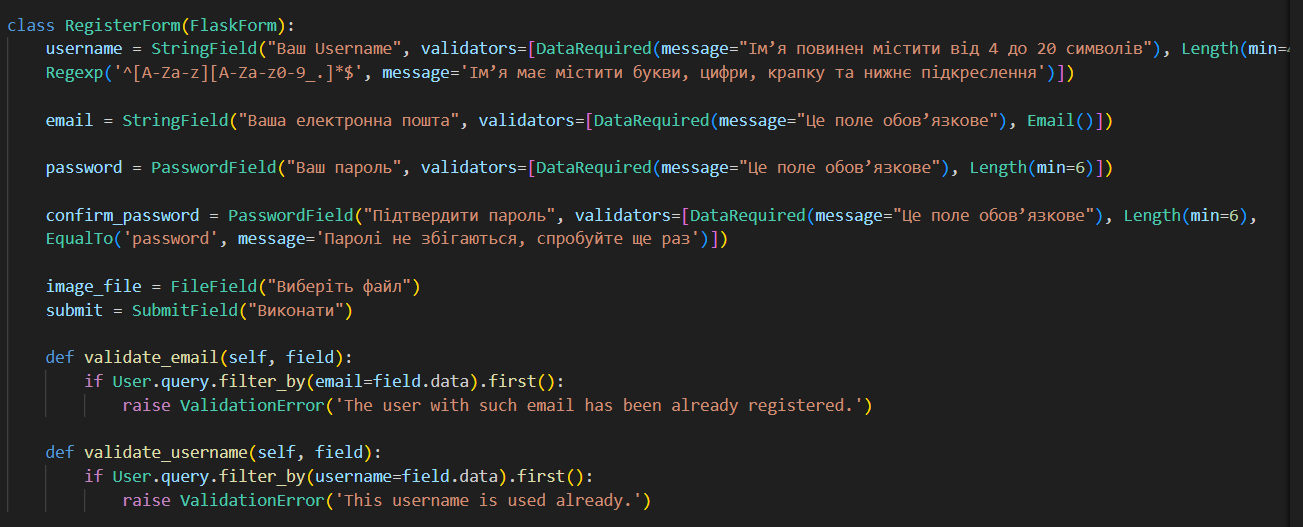 class RegisterForm(FlaskForm):
username = StringField("Ваш Username", validators=[DataRequired(message="Ім’я повинен містити від 4 до 20 символів"), Length(min=
Regexp('^[A-Za-z][A-Za-z0-9_.]*$', message='Ім’я має містити букви, цифри, крапку та нижнє підкреслення')])
email = StringField("Ваша електронна пошта", validators=[DataRequired(message="Це поле обов’язкове"), Email()])
password = PasswordField("Ваш пароль", validators=[DataRequired(message="Це поле обов’язкове"), Length(min=6)])
confirm_password = PasswordField("Підтвердити пароль", validators=[DataRequired(message="Це поле обов’язкове"), Length(min=6),
EqualTo('password', message='Паролі не збігаються, спробуйте ще раз')])
image_file = FileField("Виберіть файл")
submit = SubmitField("Виконати")
def validate_email(self, field):
if User.query.filter_by(email=field.data).first():
raise ValidationError('The user with such email has been already registered.')
def validate_username(self, field):
if User.query.filter_by(username=field.data).first():
raise ValidationError('This username is used already.')